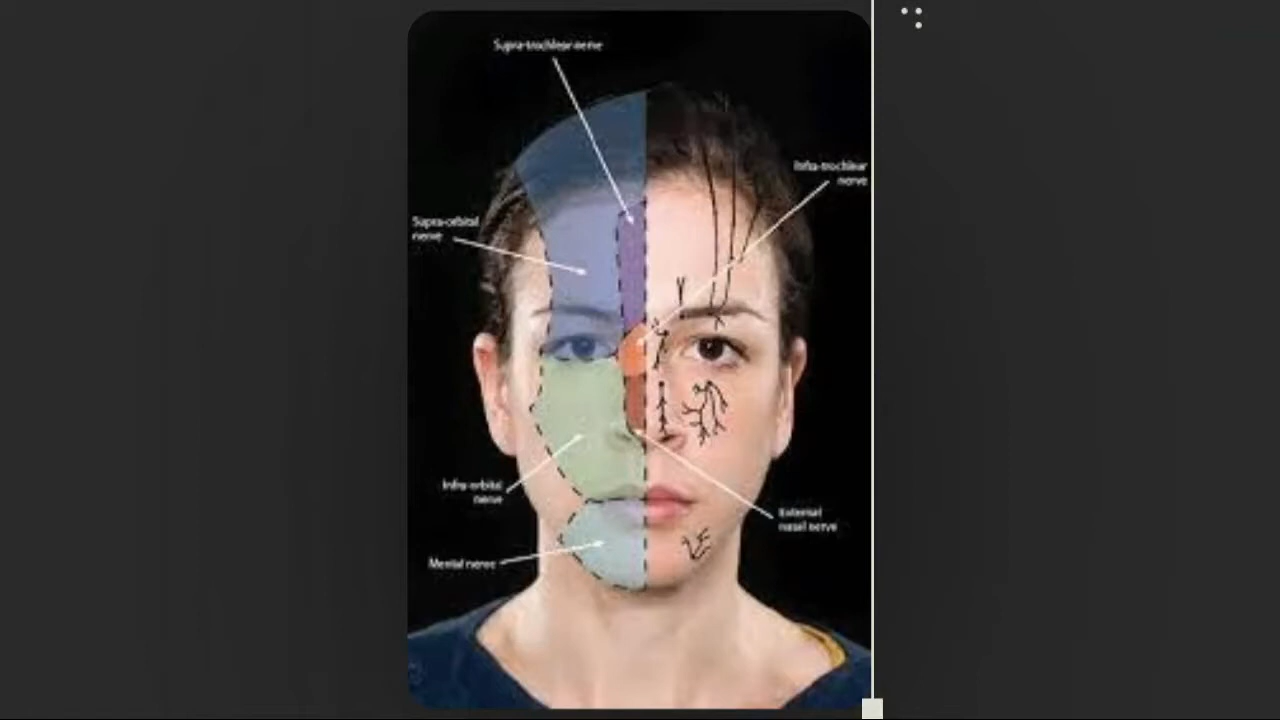 Supra-trochlear nerve
Infra-trochlear
nerve
Supra-orbital
nerve
Infra-orbital
nerve
External
nasal nerve
Mental nerve